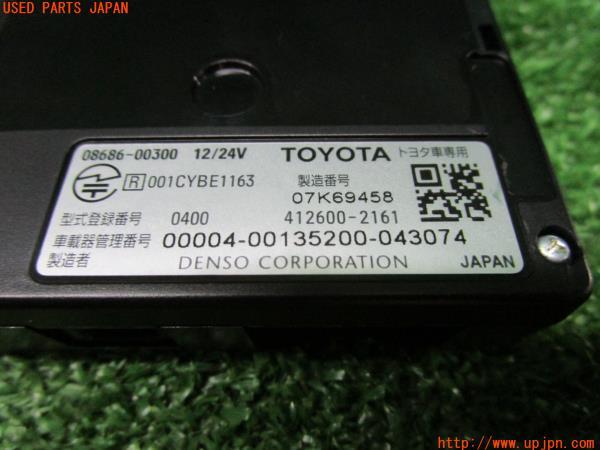 USED PARTS JAPAN
08686-00300 12/24V TOYOTA トヨタ車専用
R 001CYBE1163 製造番号
07K69458
型式登録番号 0400 412600-2161
車載器管理番号 00004-00135200-043074
製造者 DENSO CORPORATION JAPAN
http://www.upjpn.com/